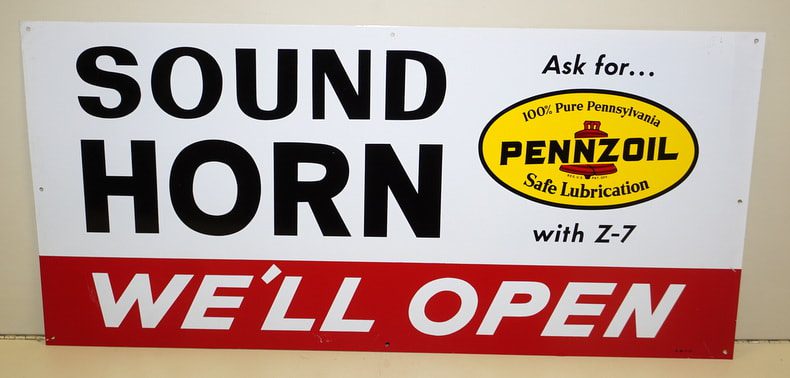 SOUND
HORN
WE'LL OPEN
Ask for...
100% Pure Pennsylvania
PENNZOIL
Safe Lubrication
with Z-7